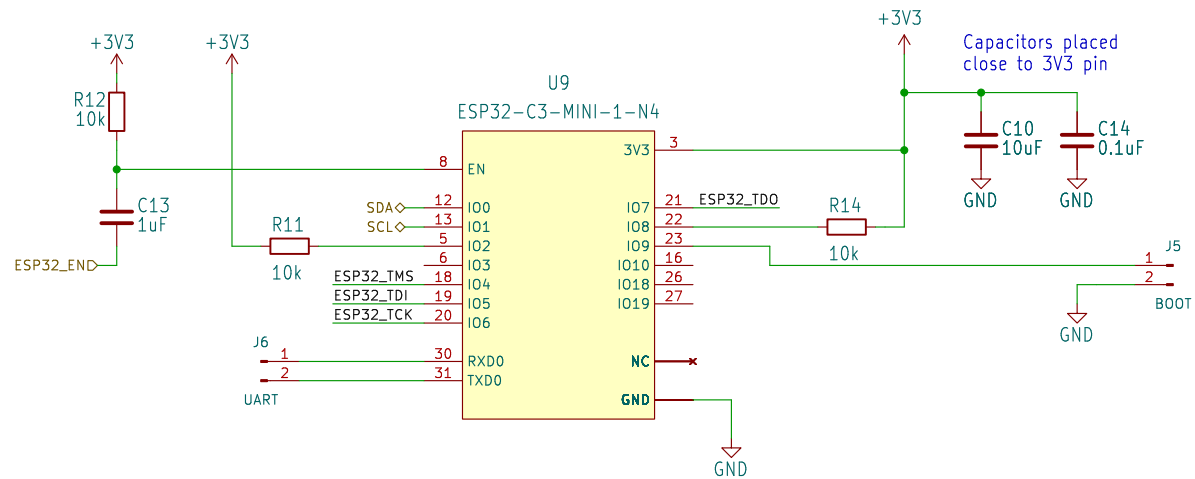 +3V3
+3V3
+3V3
Capacitors placed
close to 3V3 pin
R12
10k
U9
ESP32-C3-MINI-1-N4
C10
10uF
C14
0.1uF
GND
GND
3V3
3
8
EN
C13
1uF
SDA
12
IO0
IO7
21
ESP32_TDO
SCL
13
IO1
IO8
22
R14
10k
R11
10k
5
IO2
IO9
23
ESP32_EN
6
IO3
IO10
16
J5
1
2
BOOT
GND
ESP32_TMS
18
IO4
IO18
26
ESP32_TDI
19
IO5
IO19
27
ESP32_TCK
20
IO6
J6
1
30
RXD0
NC
2
31
TXD0
UART
GND
GND